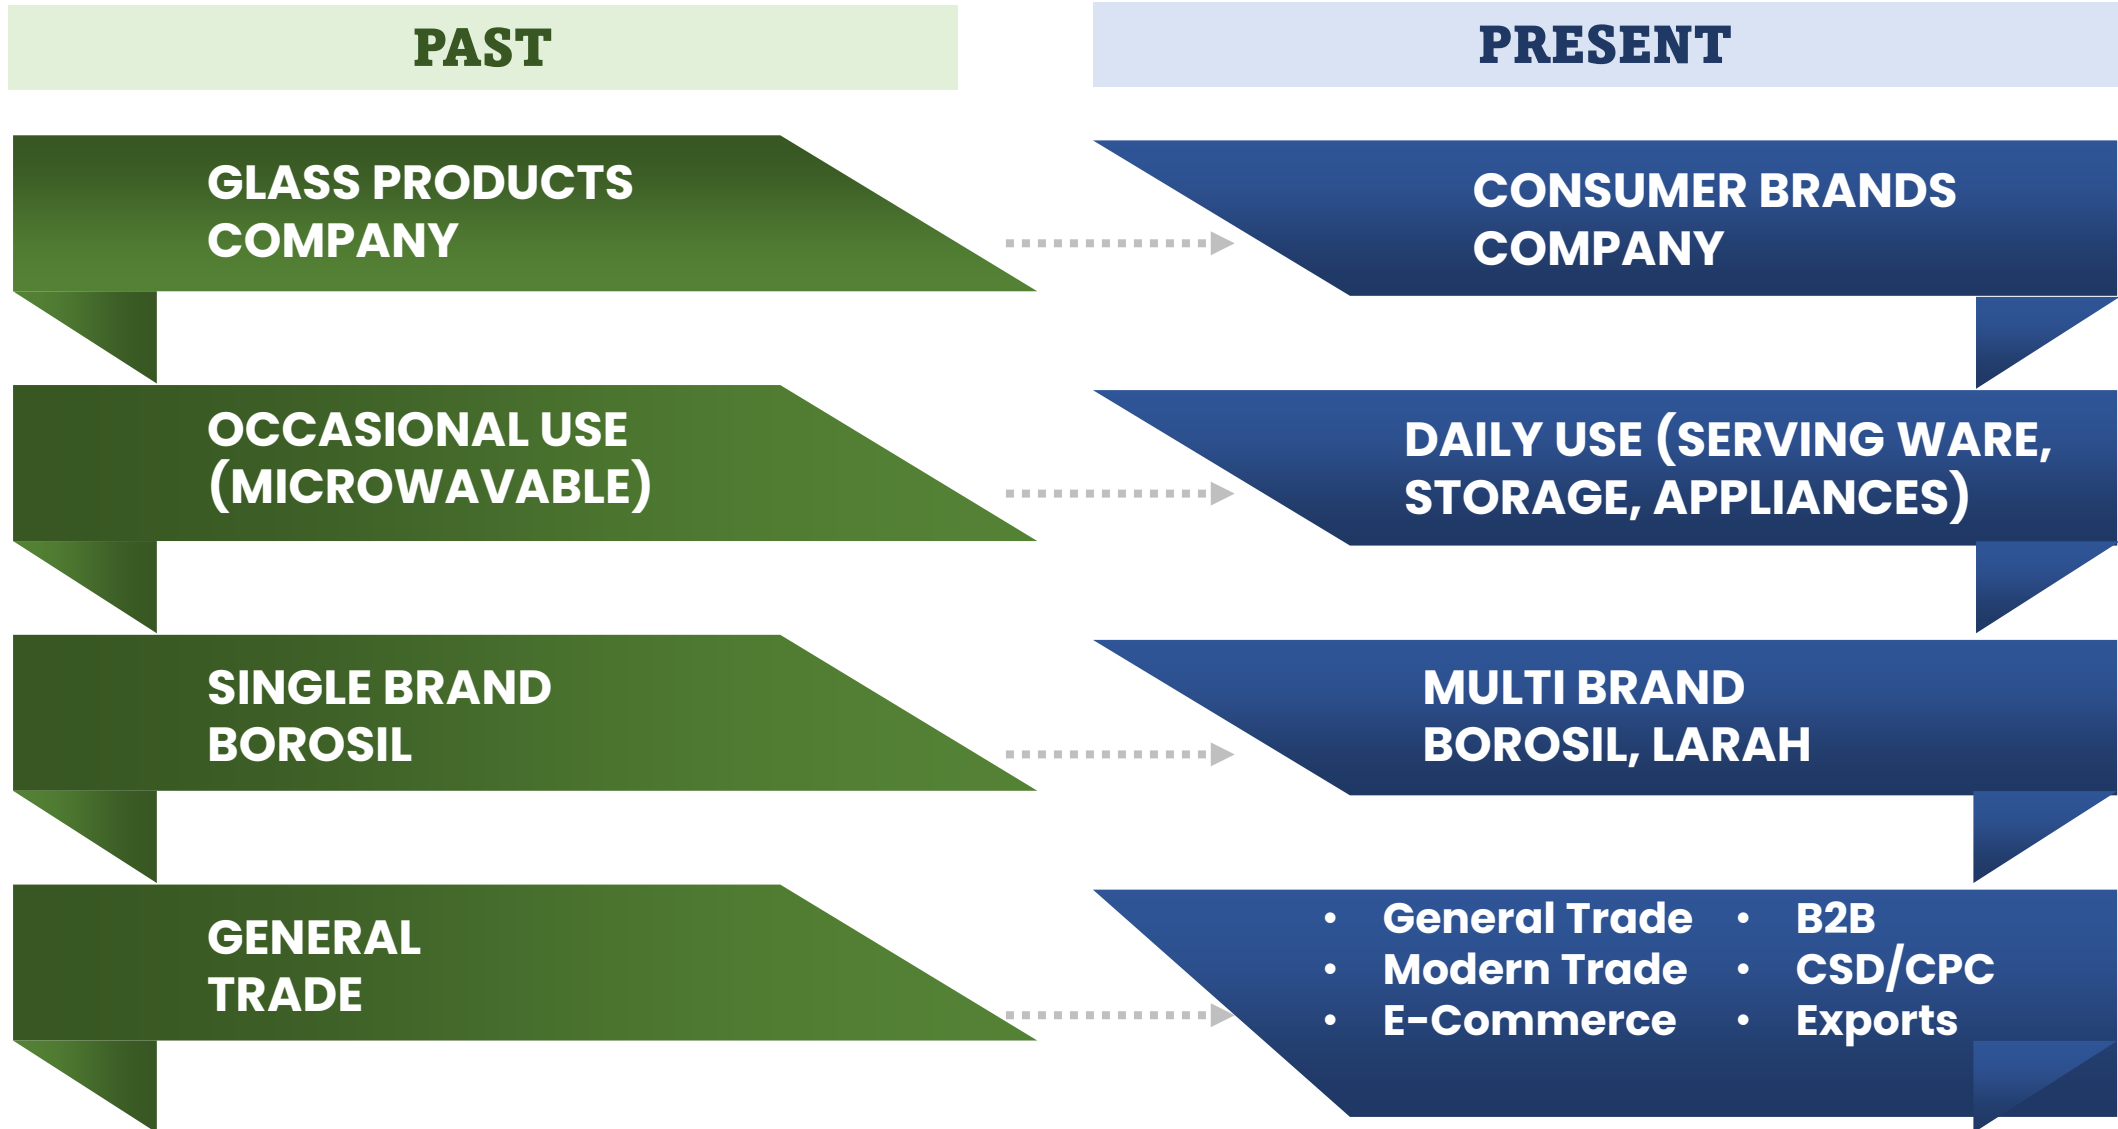 PAST
PRESENT
GLASS PRODUCTS
COMPANY
CONSUMER BRANDS
COMPANY
OCCASIONAL USE
(MICROWAVABLE)
DAILY USE (SERVING WARE,
STORAGE, APPLIANCES)
SINGLE BRAND
BOROSIL
MULTI BRAND
BOROSIL, LARAH
GENERAL
TRADE
• General Trade
• Modern Trade
• E-Commerce
• B2B
• CSD/CPC
• Exports